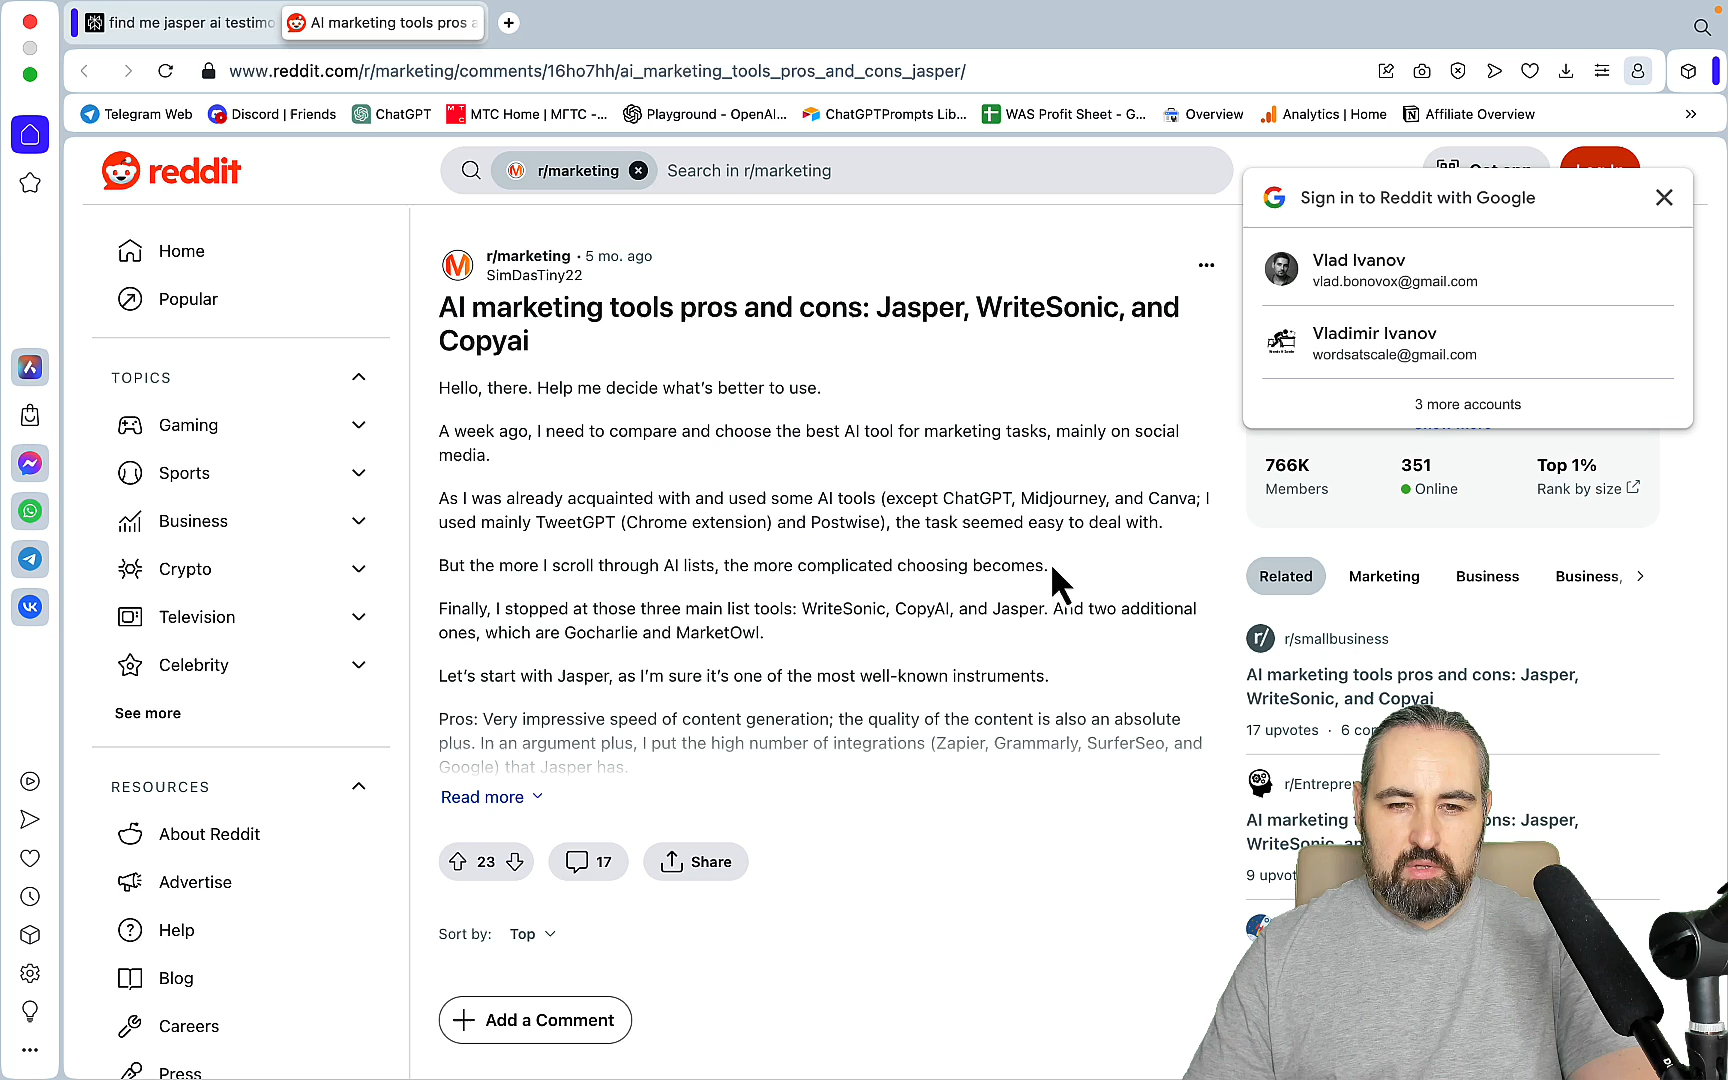 find me jasper ai testimo
AI marketing tools pros a
www.reddit.com/r/marketing/comments/16ho7hh/ai_marketing_tools_pros_and_cons_jasper/
Telegram Web
Discord | Friends
ChatGPT
МТС Home | МГТС -...
Playground - OpenAI...
ChatGPTPrompts Lib...
WAS Profit Sheet - G...
Overview
Analytics | Home
Affiliate Overview
reddit
r/marketing
Search in r/marketing
Sign in to Reddit with Google
Vlad Ivanov
vlad.bonovox@gmail.com
Vladimir Ivanov
wordsatscale@gmail.com
3 more accounts
Home
Popular
TOPICS
Gaming
Sports
Business
Crypto
Television
Celebrity
See more
RESOURCES
About Reddit
Advertise
Help
Blog
Careers
Press
r/marketing • 5 mo. ago
SimDasTiny22
AI marketing tools pros and cons: Jasper, WriteSonic, and
Copyai
Hello, there. Help me decide what's better to use.
A week ago, I need to compare and choose the best AI tool for marketing tasks, mainly on social
media.
As I was already acquainted with and used some AI tools (except ChatGPT, Midjourney, and Canva; I
used mainly TweetGPT (Chrome extension) and Postwise), the task seemed easy to deal with.
But the more I scroll through AI lists, the more complicated choosing becomes.
Finally, I stopped at those three main list tools: WriteSonic, CopyAI, and Jasper. And two additional
ones, which are Gocharlie and MarketOwl.
Let's start with Jasper, as I'm sure it's one of the most well-known instruments.
Pros: Very impressive speed of content generation; the quality of the content is also an absolute
plus. In an argument plus, I put the high number of integrations (Zapier, Grammarly, SurferSeo, and
Google) that Jasper has.
Read more
23
17
Share
Sort by: Top
Add a Comment
766K
Members
351
Online
Top 1%
Rank by size
Related
Marketing
Business
Business,
r/smallbusiness
AI marketing tools pros and cons: Jasper,
WriteSonic, and Copyai
17 upvotes · 6 co
r/Entrepre
AI marketing t ons: Jasper,
WriteSonic, an
9 upvot